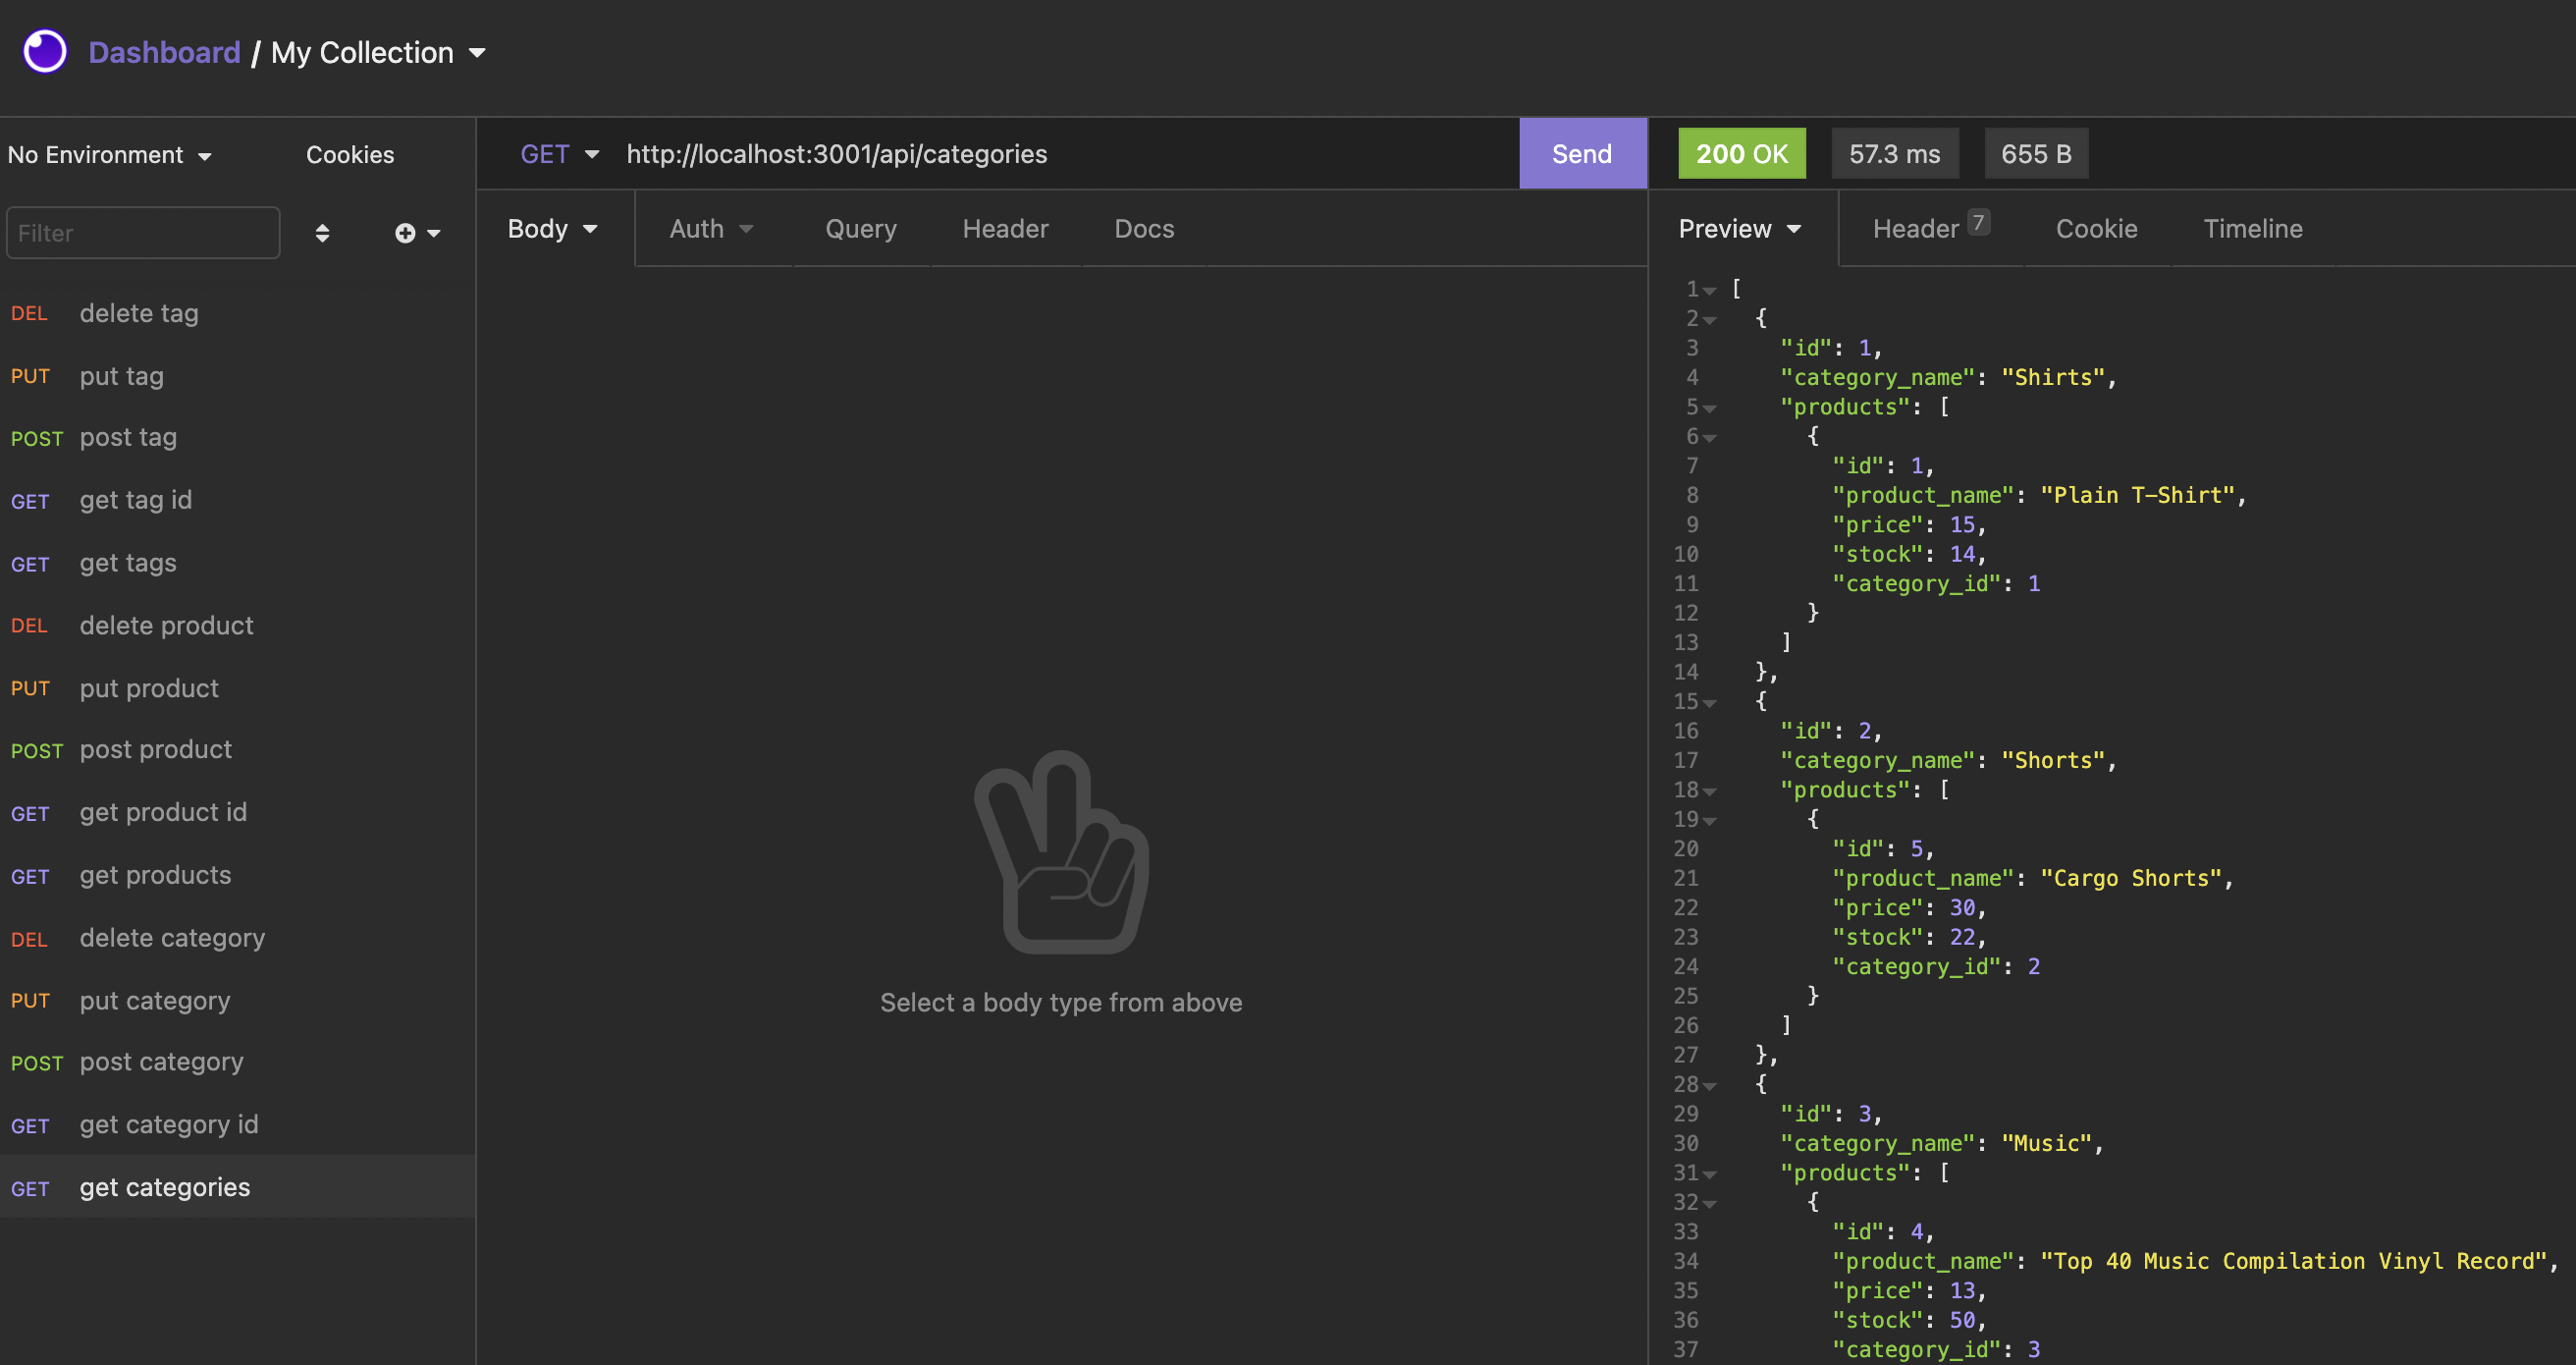 Dashboard / My Collection
No Environment
Cookies
Filter
DEL delete tag
PUT put tag
POST post tag
GET get tag id
GET get tags
DEL delete product
PUT put product
POST post product
GET get product id
GET get products
DEL delete category
PUT put category
POST post category
GET get category id
GET get categories
GET http://localhost:3001/api/categories Send
Body Auth Query Header Docs
Select a body type from above
200 OK 57.3 ms 655 B
Preview Header 7 Cookie Timeline
1 [
2 {
3 "id": 1,
4 "category_name": "Shirts",
5 "products": [
6 {
7 "id": 1,
8 "product_name": "Plain T-Shirt",
9 "price": 15,
10 "stock": 14,
11 "category_id": 1
12 }
13 ]
14 },
15 {
16 "id": 2,
17 "category_name": "Shorts",
18 "products": [
19 {
20 "id": 5,
21 "product_name": "Cargo Shorts",
22 "price": 30,
23 "stock": 22,
24 "category_id": 2
25 }
26 ]
27 },
28 {
29 "id": 3,
30 "category_name": "Music",
31 "products": [
32 {
33 "id": 4,
34 "product_name": "Top 40 Music Compilation Vinyl Record",
35 "price": 13,
36 "stock": 50,
37 "category_id": 3